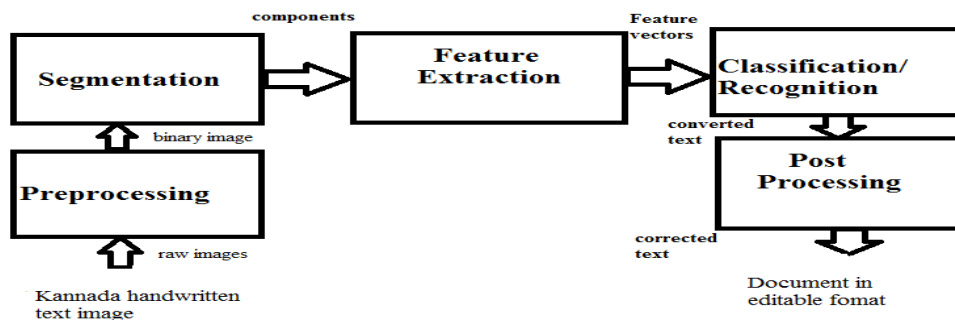 components
Feature
vectors
Segmentation
Feature
Extraction
Classification/
Recognition
binary image
converted
text
Preprocessing
Post
Processing
raw images
corrected
text
Kannada handwritten
text image
Document in
editable fomat